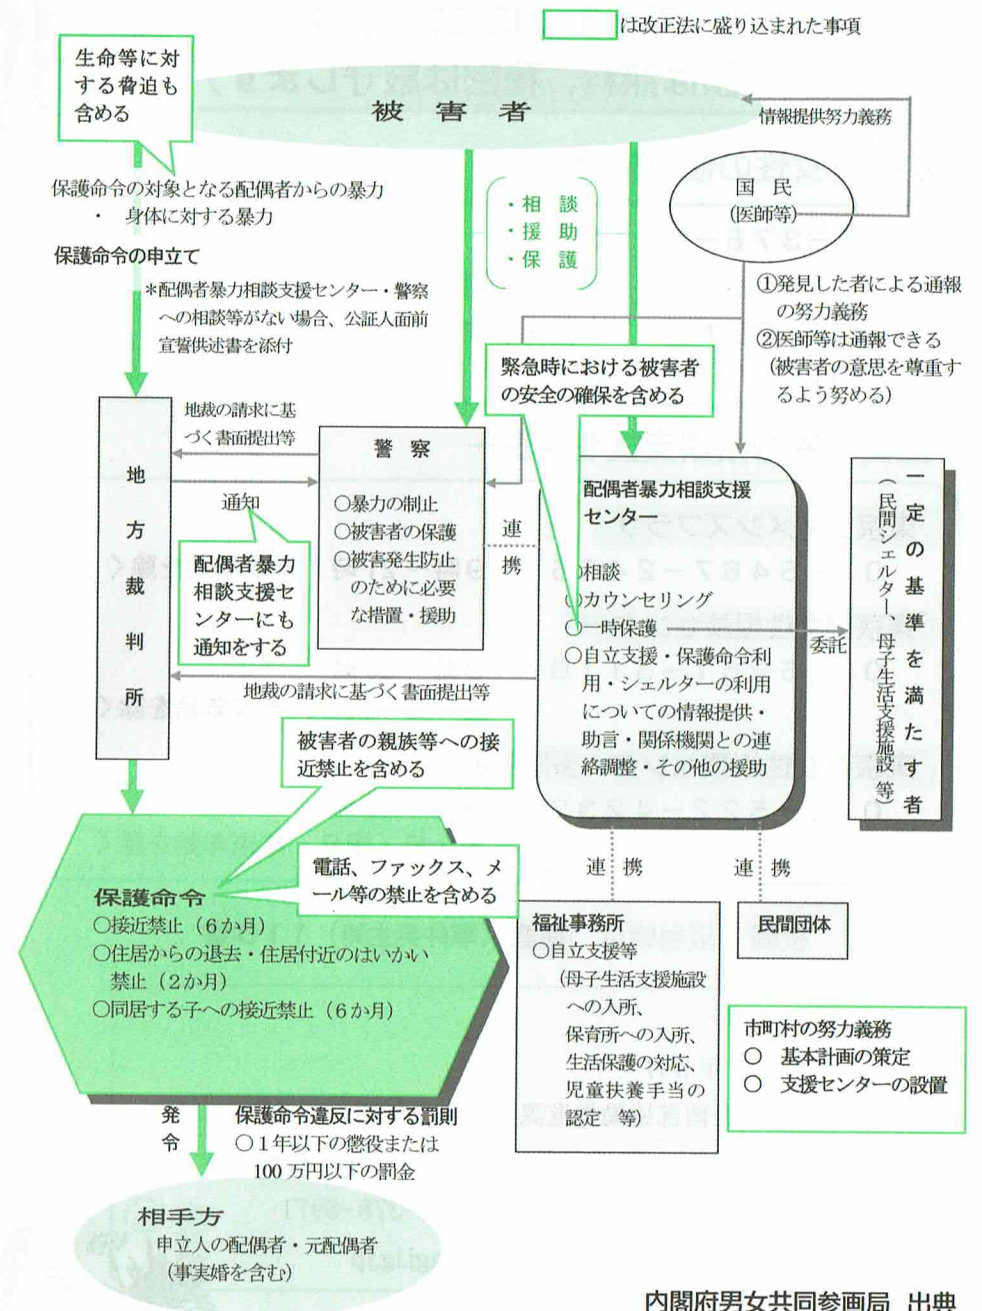 は改正法に盛り込まれた事項
生命等に対
する脅迫も
含める
被害者
情報提供努力義務
国民
(医師等)
保護命令の対象となる配偶者からの暴力
・ 身体に対する暴力
・相談
・援助
・保護
保護命令の申立て
*配偶者暴力相談支援センター・警察
への相談等がない場合、公証人面前
宣誓供述書を添付
①発見した者による通報
の努力義務
②医師等は通報できる
(被害者の意思を尊重す
るよう努める)
緊急時における被害者
の安全の確保を含める
地裁の請求に基
づく書面提出等
地方裁判所
通知
警察
○暴力の制止
○被害者の保護
○被害発生防止
のために必要
な措置・援助
連携
配偶者暴力
相談支援セ
ンターにも
通知をする
配偶者暴力相談支援
センター
○相談
○カウンセリング
○一時保護
○自立支援・保護命令利
用・シェルターの利用
についての情報提供・
助言・関係機関との連
絡調整・その他の援助
委託
一定の基準を満たす者
(民間シェルター、母子生活支援施設 等)
地裁の請求に基づく書面提出等
被害者の親族等への接
近禁止を含める
電話、ファックス、メ
ール等の禁止を含める
保護命令
○接近禁止(6か月)
○住居からの退去・住居付近のはいかい
禁止(2か月)
○同居する子への接近禁止(6か月)
連携
連携
福祉事務所
○自立支援等
(母子生活支援施設
への入所、
保育所への入所、
生活保護の対応、
児童扶養手当の
認定 等)
民間団体
市町村の努力義務
○ 基本計画の策定
○ 支援センターの設置
発令
保護命令違反に対する罰則
○1年以下の懲役または
100万円以下の罰金
相手方
申立人の配偶者・元配偶者
(事実婚を含む)
内閣府男女共同参画局 出典